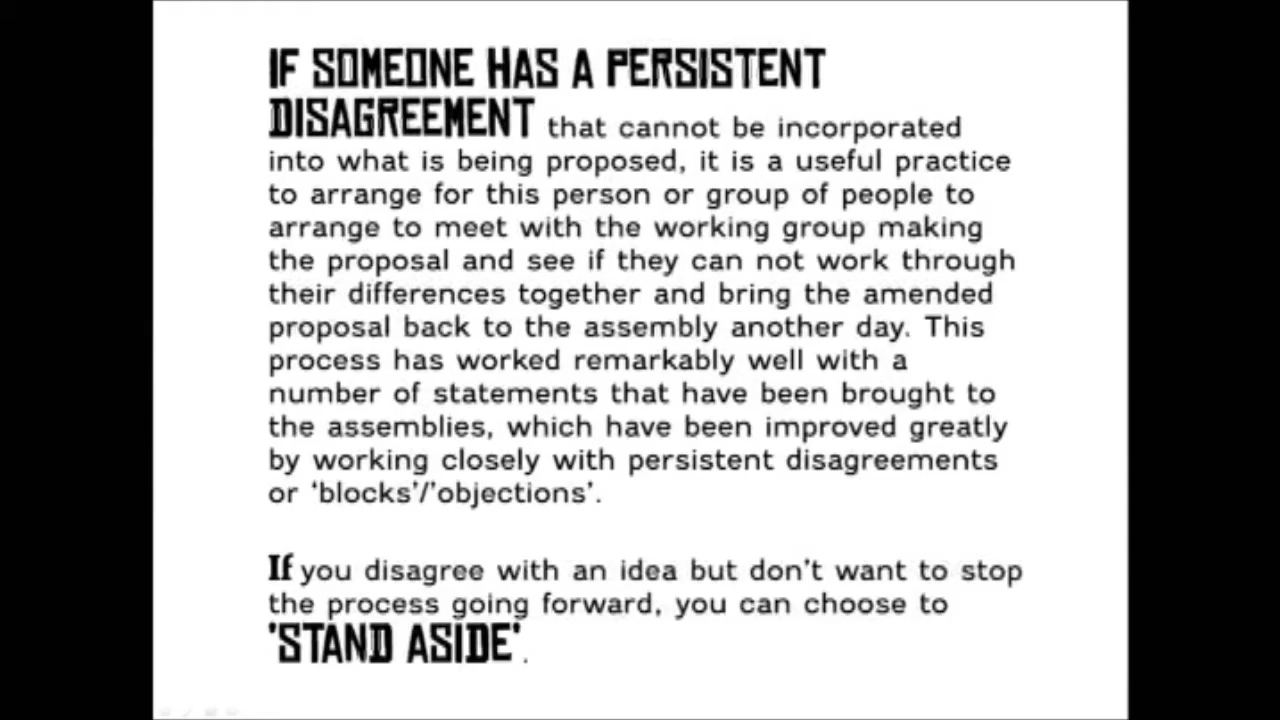 IF SOMEONE HAS A PERSISTENT
DISAGREEMENT that cannot be incorporated
into what is being proposed, it is a useful practice
to arrange for this person or group of people to
arrange to meet with the working group making
the proposal and see if they can not work through
their differences together and bring the amended
proposal back to the assembly another day. This
process has worked remarkably well with a
number of statements that have been brought to
the assemblies, which have been improved greatly
by working closely with persistent disagreements
or ‘blocks’/’objections’.
If you disagree with an idea but don’t want to stop
the process going forward, you can choose to
'STAND ASIDE'.